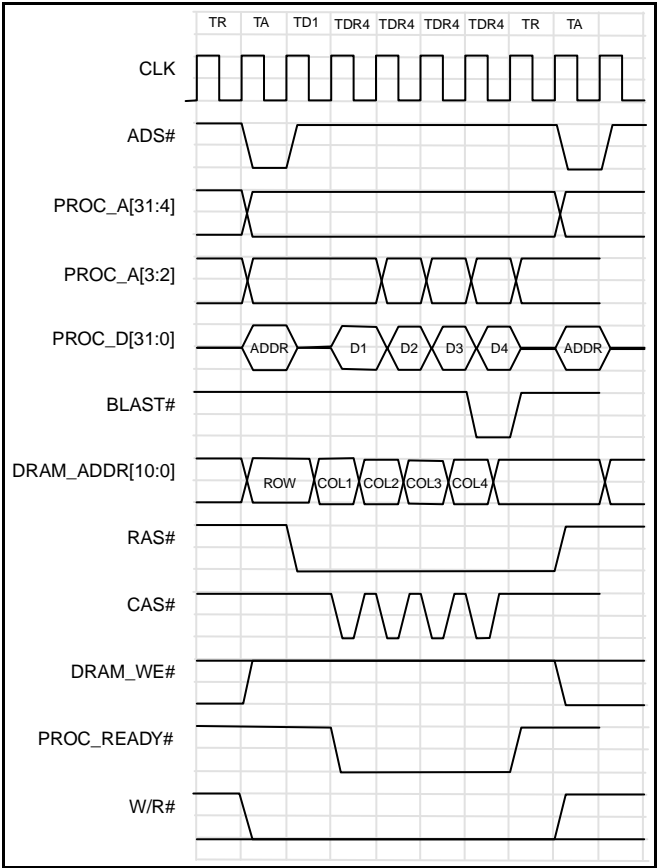 TR TA TD1 TDR4 TDR4 TDR4 TDR4 TR TA
CLK
ADS#
PROC_A[31:4]
PROC_A[3:2]
PROC_D[31:0] ADDR D1 D2 D3 D4 ADDR
BLAST#
DRAM_ADDR[10:0] ROW COL1 COL2 COL3 COL4
RAS#
CAS#
DRAM_WE#
PROC_READY#
W/R#